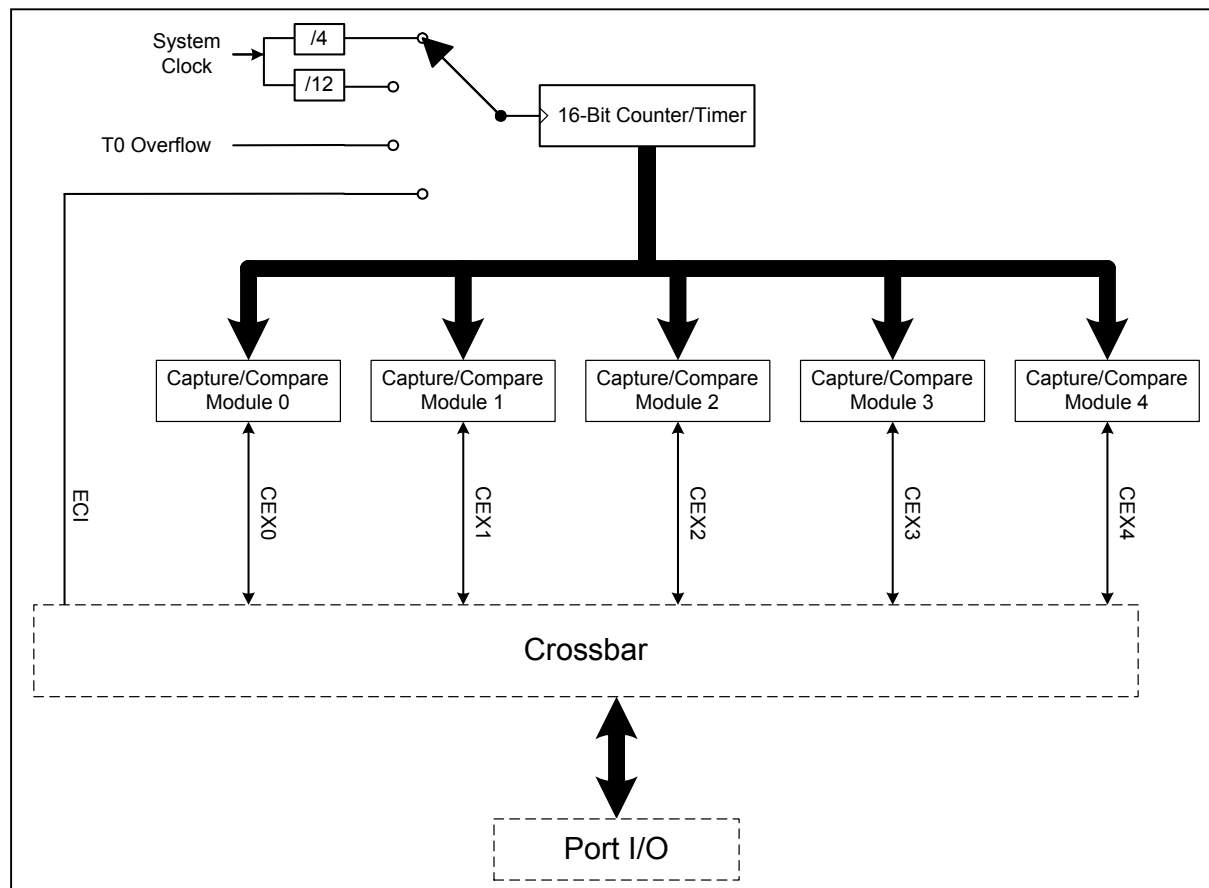 System
Clock
/4
/12
16-Bit Counter/Timer
T0 Overflow
Capture/Compare
Module 0
Capture/Compare
Module 1
Capture/Compare
Module 2
Capture/Compare
Module 3
Capture/Compare
Module 4
ECI
CEX0
CEX1
CEX2
CEX3
CEX4
Crossbar
Port I/O